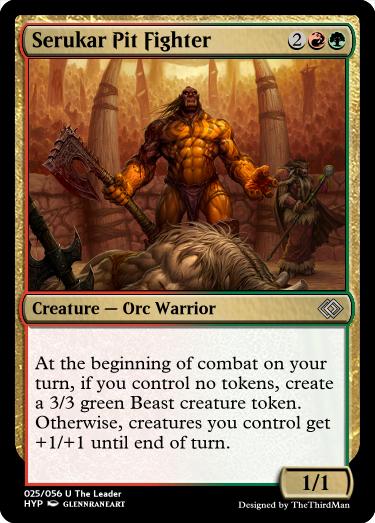 Serukar Pit Fighter 2
Creature — Orc Warrior
At the beginning of combat on your
turn, if you control no tokens, create
a 3/3 green Beast creature token.
Otherwise, creatures you control get
+1/+1 until end of turn.
1/1
025/056 U The Leader
HYP GLENNRANEART
Designed by TheThirdMan